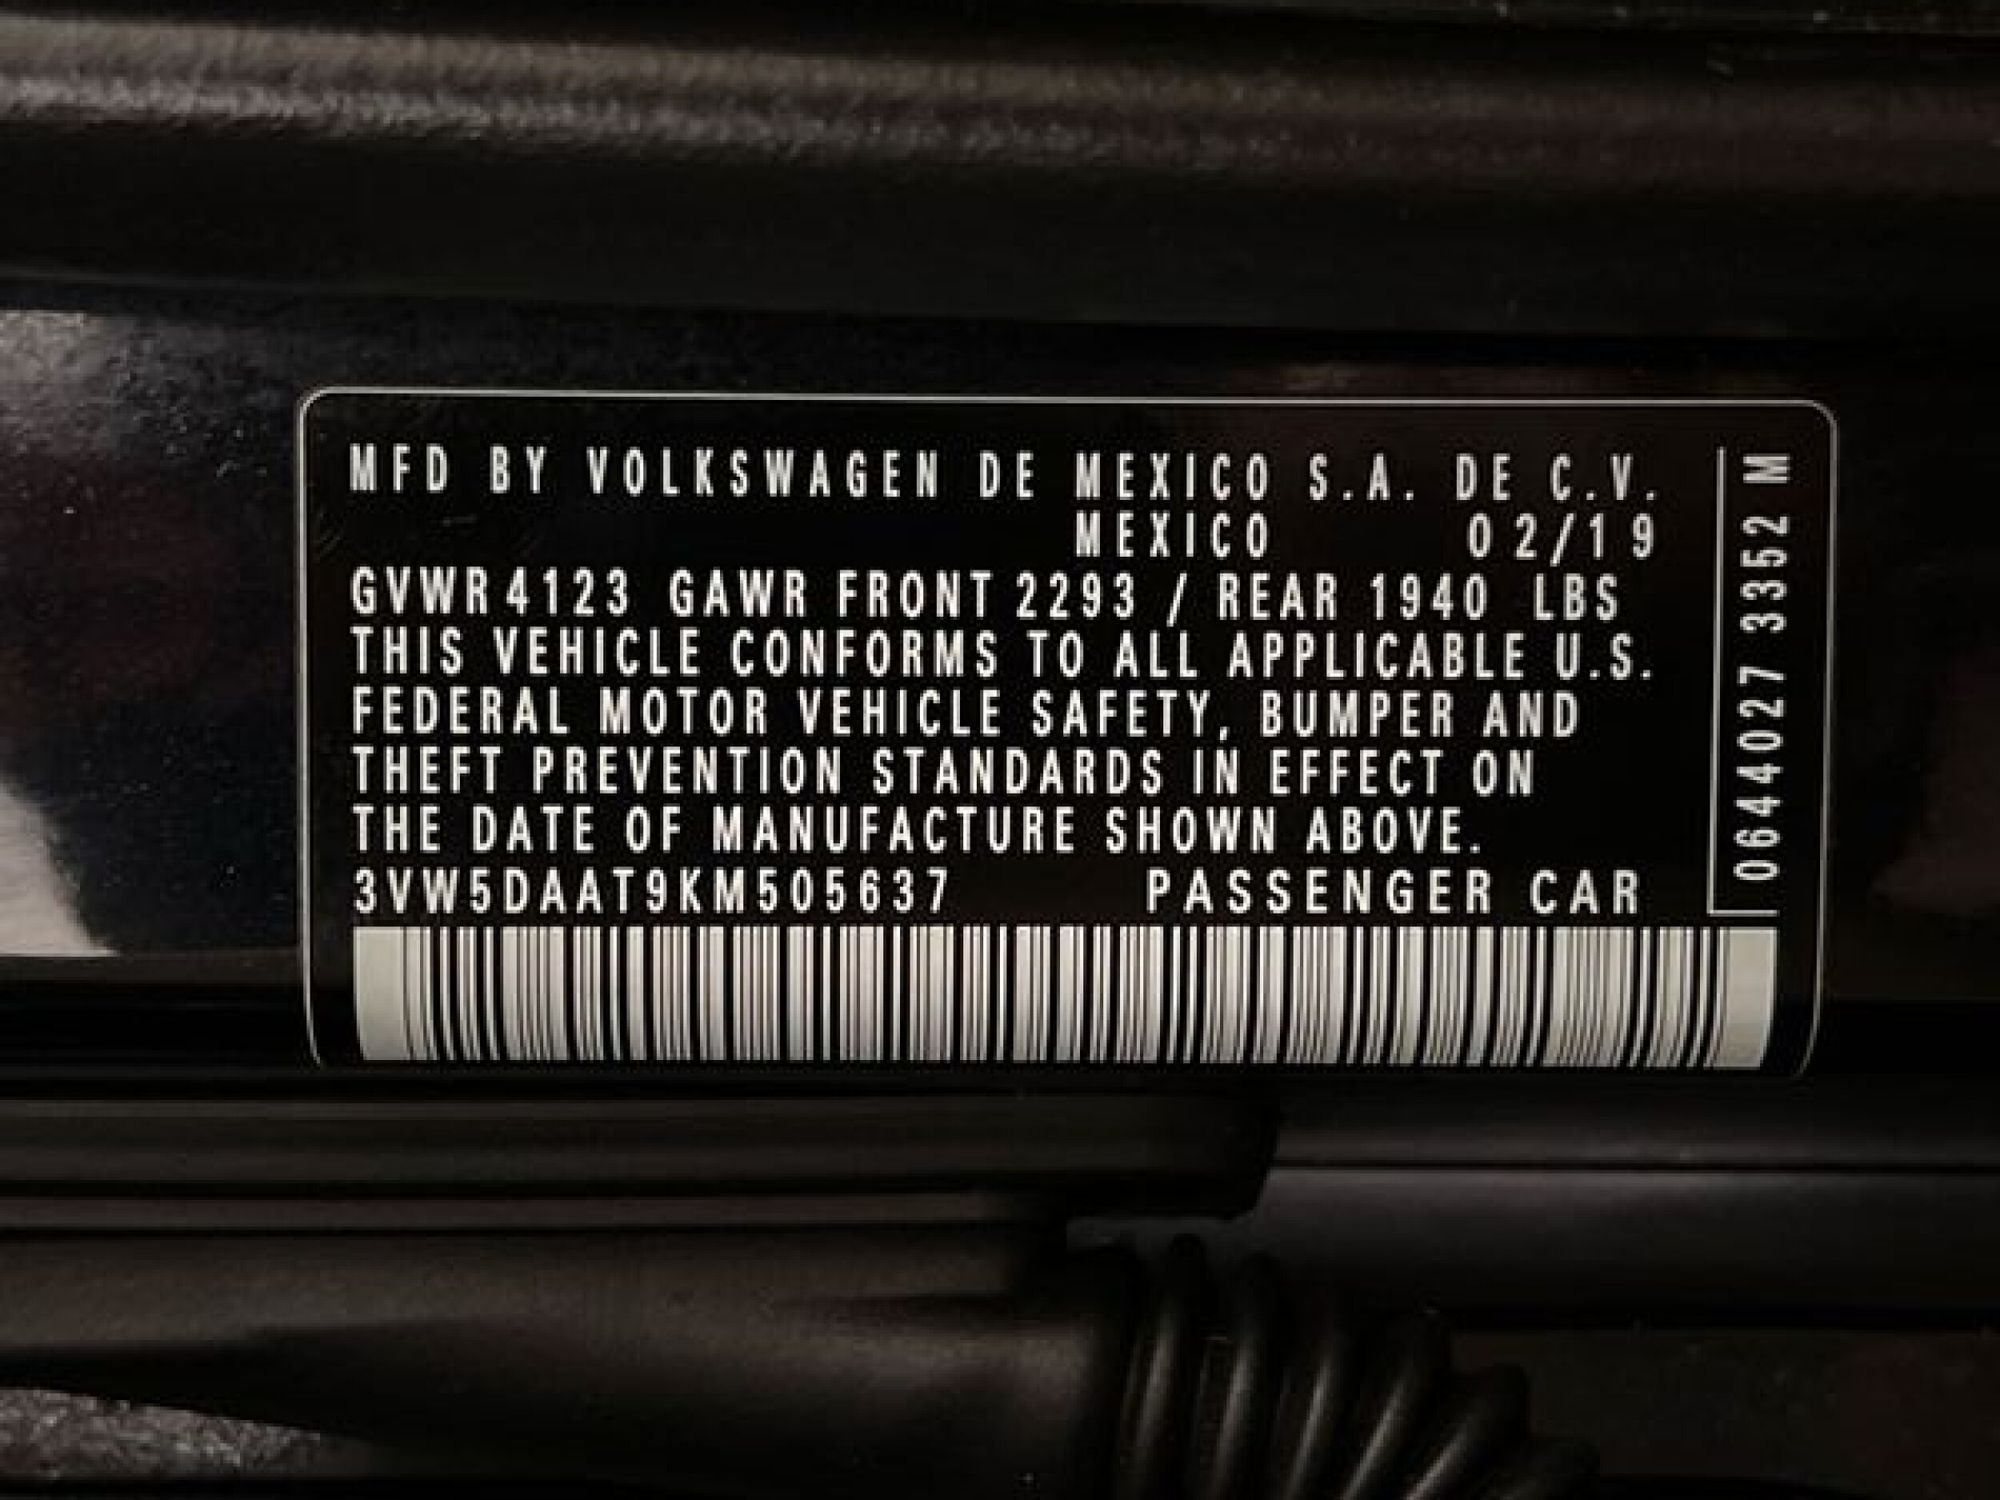 MFD BY VOLKSWAGEN DE MEXICO S.A. DE C.V.
MEXICO 02/19
GVWR 4123 GAWR FRONT 2293 / REAR 1940 LBS
THIS VEHICLE CONFORMS TO ALL APPLICABLE U.S.
FEDERAL MOTOR VEHICLE SAFETY, BUMPER AND
THEFT PREVENTION STANDARDS IN EFFECT ON
THE DATE OF MANUFACTURE SHOWN ABOVE.
3VW5DAAT9KM505637 PASSENGER CAR
0644027 3352 M